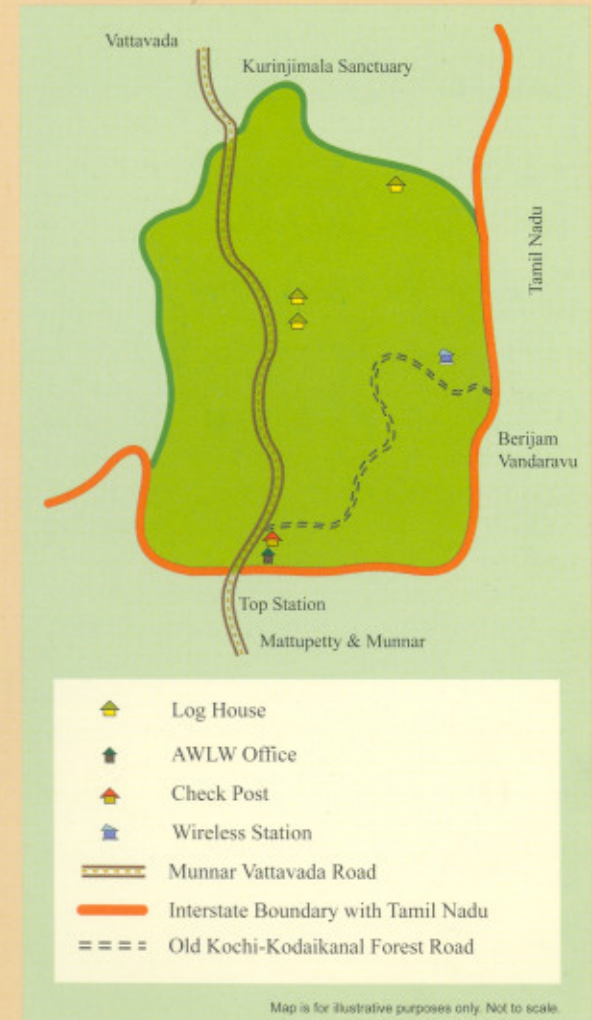 Vattavada
Kurinjimala Sanctuary
Tamil Nadu
Berijam
Vandaravu
Top Station
Mattupetty & Munnar
Log House
AWLW Office
Check Post
Wireless Station
Munnar Vattavada Road
Interstate Boundary with Tamil Nadu
Old Kochi-Kodaikanal Forest Road
Map is for illustrative purposes only. Not to scale.